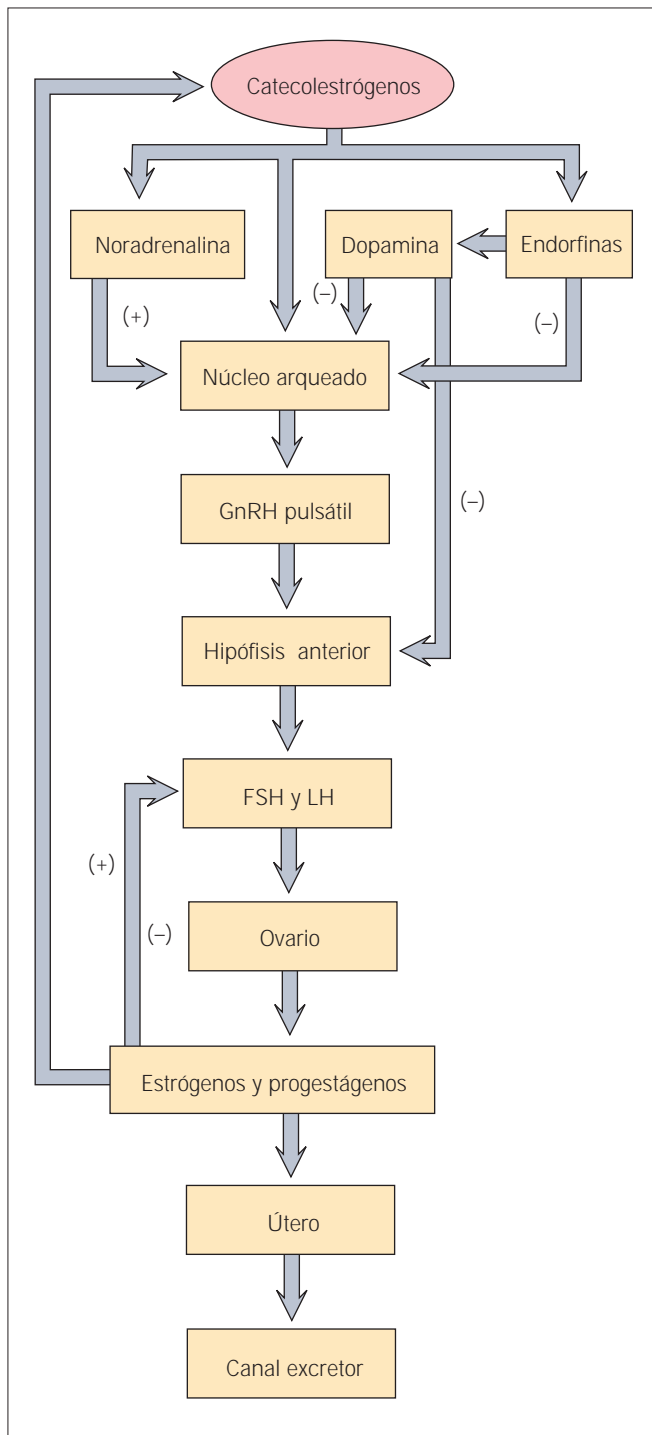 Catecolestrógenos
Noradrenalina
Dopamina
Endorfinas
(+)
(−)
(−)
Núcleo arqueado
GnRH pulsátil
(−)
Hipófisis anterior
FSH y LH
(+)
(−)
Ovario
Estrógenos y progestágenos
Útero
Canal excretor